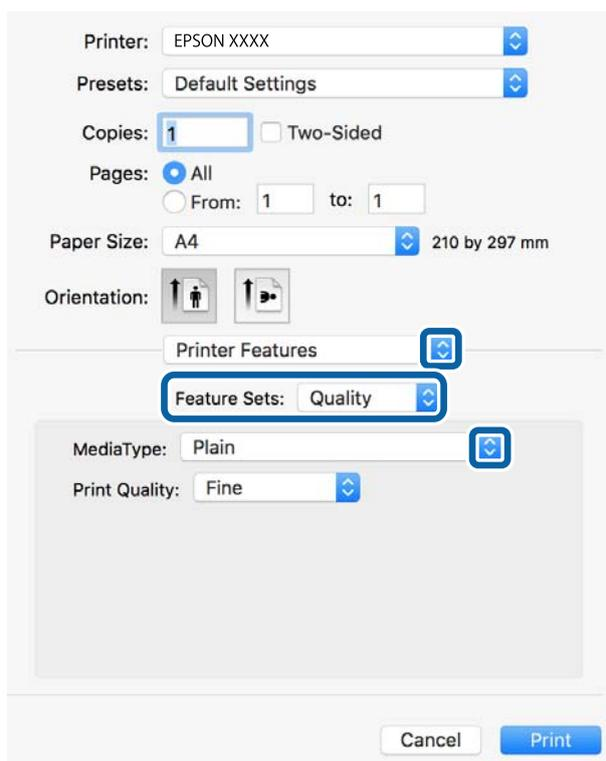 Printer: EPSON XXXX
Presets: Default Settings
Copies: 1 Two-Sided
Pages: All
From: 1 to: 1
Paper Size: A4 210 by 297 mm
Orientation:
Printer Features
Feature Sets: Quality
MediaType: Plain
Print Quality: Fine
Cancel Print